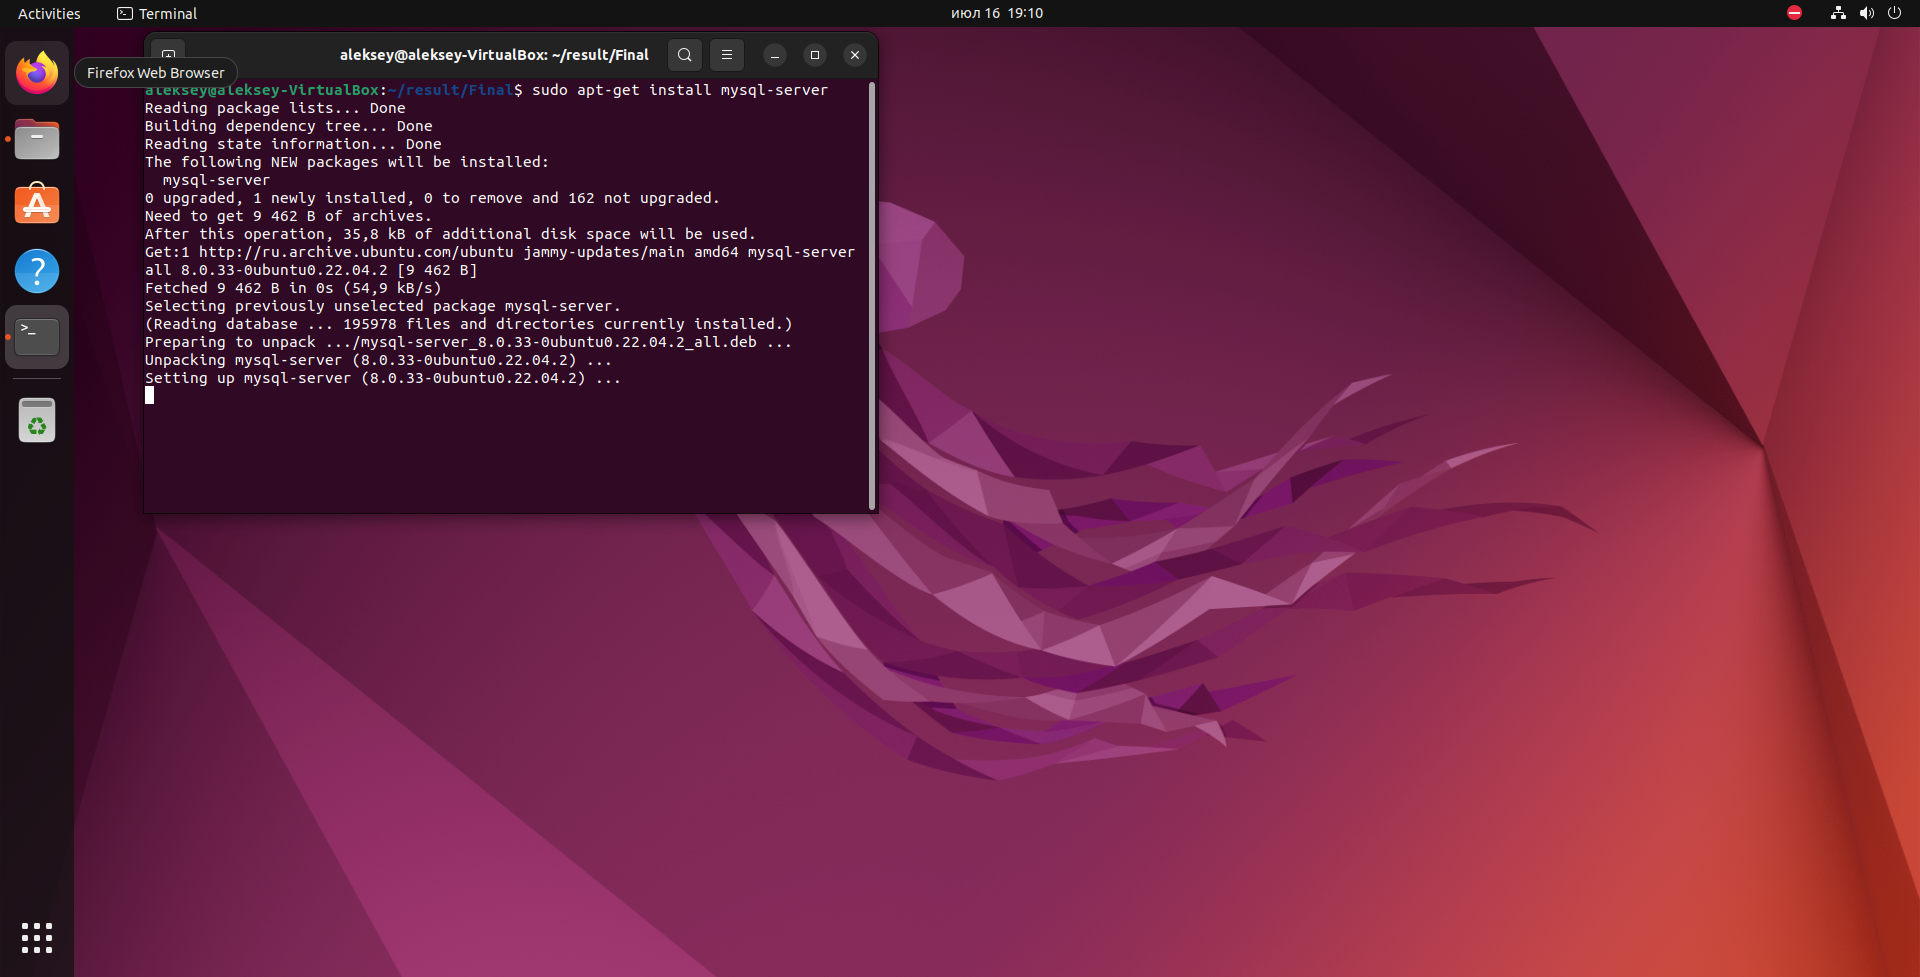 Activities
Terminal
июл 16 19:10
aleksey@aleksey-VirtualBox: ~/result/Final
Firefox Web Browser
aleksey@aleksey-VirtualBox:~/result/Final$ sudo apt-get install mysql-server
Reading package lists... Done
Building dependency tree... Done
Reading state information... Done
The following NEW packages will be installed:
mysql-server
0 upgraded, 1 newly installed, 0 to remove and 162 not upgraded.
Need to get 9 462 B of archives.
After this operation, 35,8 kB of additional disk space will be used.
Get:1 http://ru.archive.ubuntu.com/ubuntu jammy-updates/main amd64 mysql-server
all 8.0.33-0ubuntu0.22.04.2 [9 462 B]
Fetched 9 462 B in 0s (54,9 kB/s)
Selecting previously unselected package mysql-server.
(Reading database ... 195978 files and directories currently installed.)
Preparing to unpack .../mysql-server_8.0.33-0ubuntu0.22.04.2_all.deb ...
Unpacking mysql-server (8.0.33-0ubuntu0.22.04.2) ...
Setting up mysql-server (8.0.33-0ubuntu0.22.04.2) ...